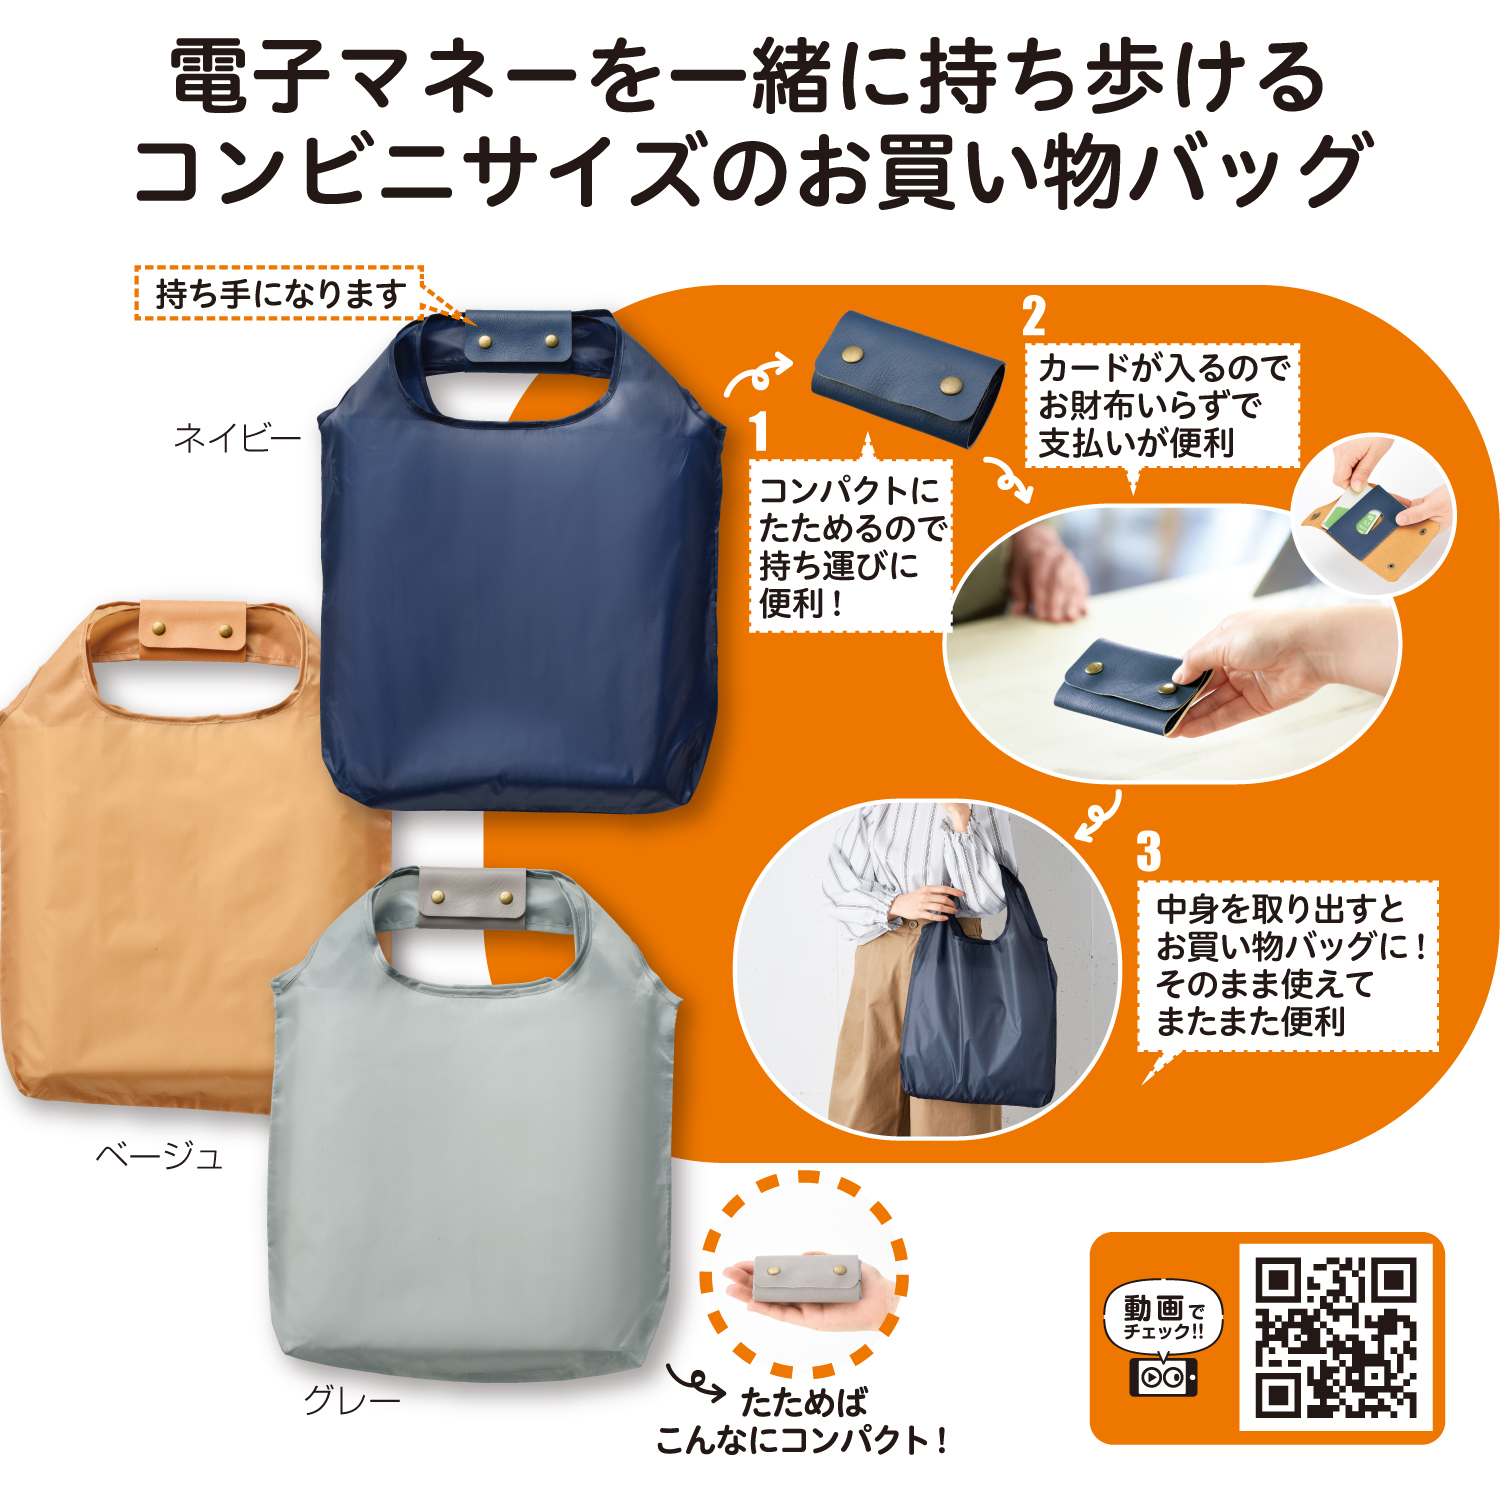 電子マネーを一緒に持ち歩ける
コンビニサイズのお買い物バッグ
持ち手になります
ネイビー
1
コンパクトに
たためるので
持ち運びに
便利！
2
カードが入るので
お財布いらずで
支払いが便利
3
中身を取り出すと
お買い物バッグに！
そのまま使えて
またまた便利
ベージュ
グレー
たためば
こんなにコンパクト！
動画で
チェック!!